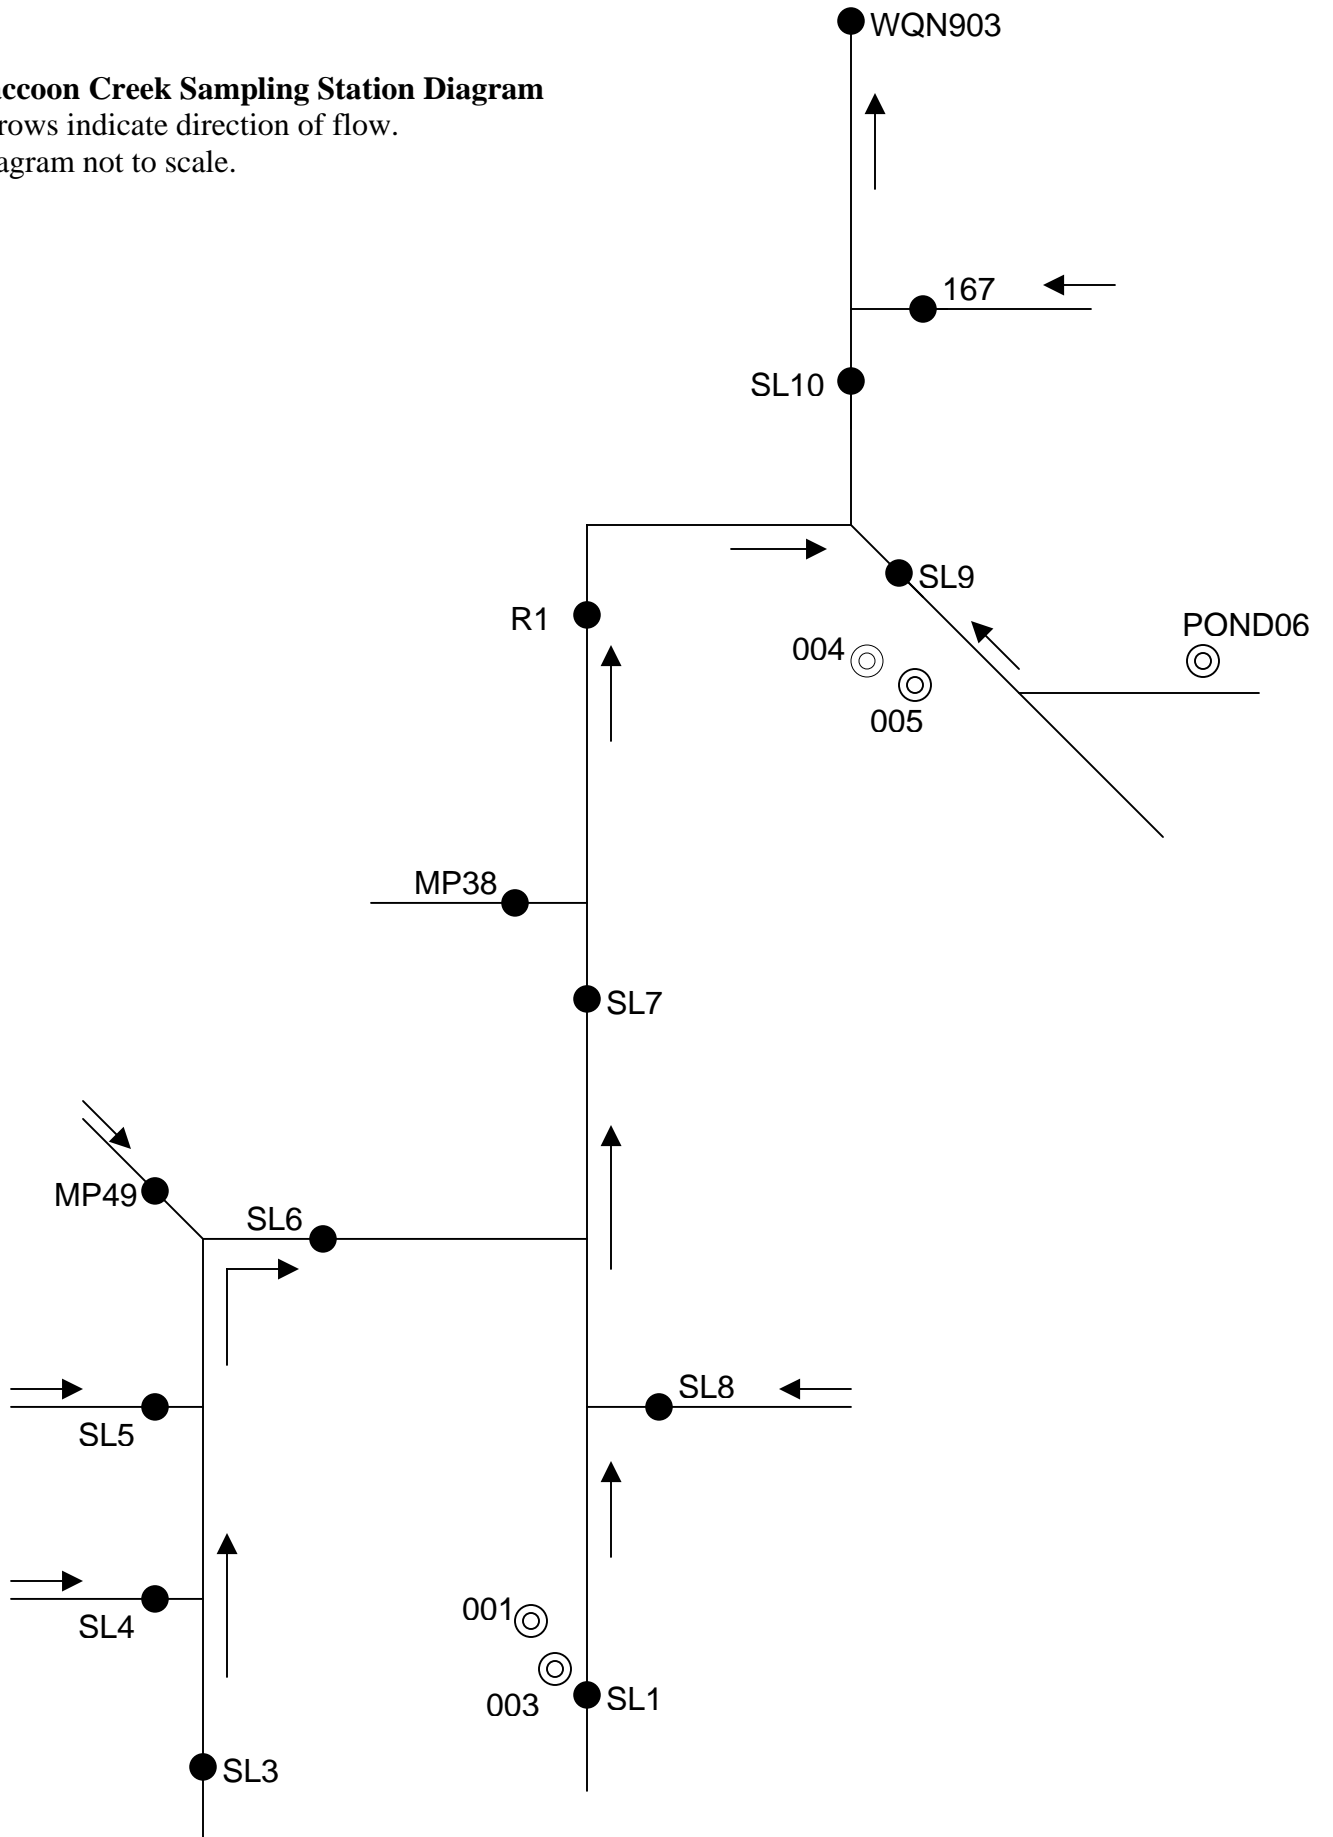 WQN903
ccoon Creek Sampling Station Diagram
rows indicate direction of flow.
agram not to scale.
167
SL10
SL9
R1
POND06
004
005
MP38
SL7
MP49
SL6
SL8
SL5
001
SL4
003
SL1
SL3